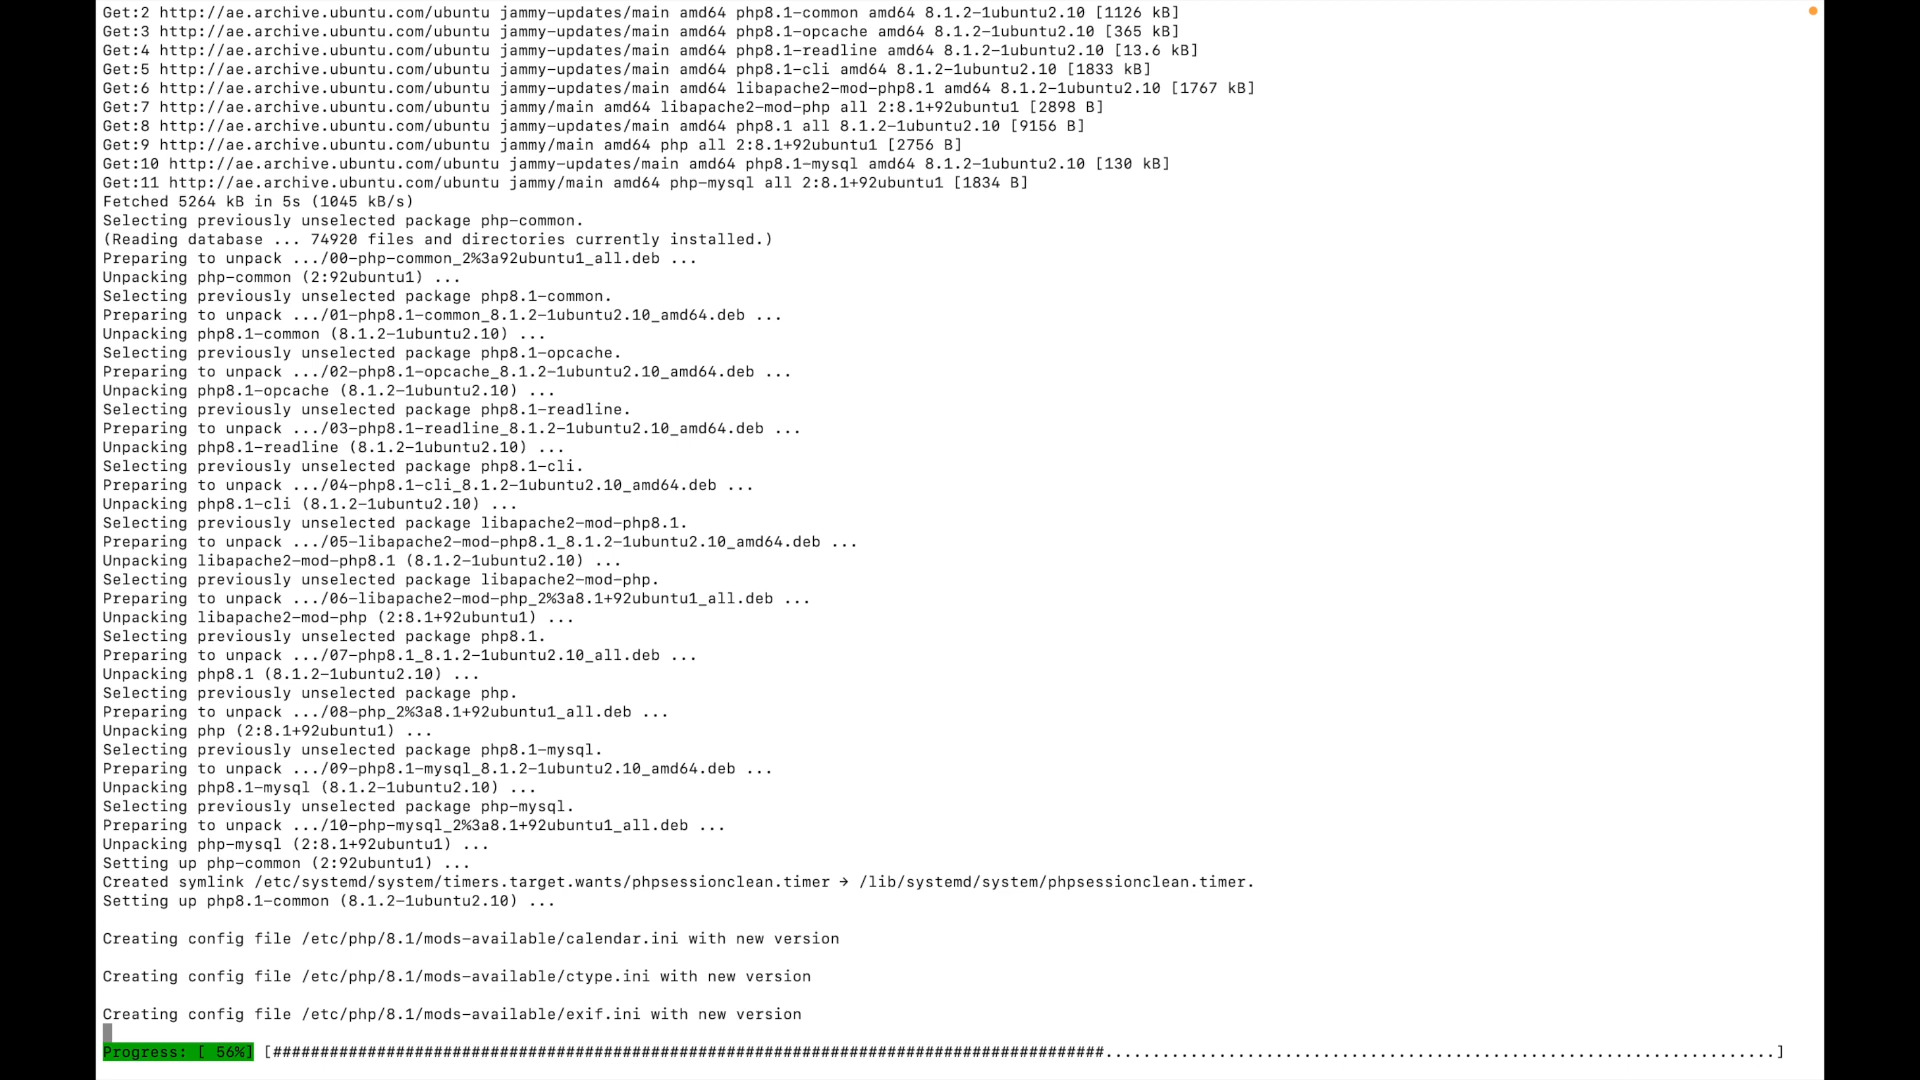 Get:2 http://ae.archive.ubuntu.com/ubuntu jammy-updates/main amd64 php8.1-common amd64 8.1.2-1ubuntu2.10 [1126 kB]
Get:3 http://ae.archive.ubuntu.com/ubuntu jammy-updates/main amd64 php8.1-opcache amd64 8.1.2-1ubuntu2.10 [365 kB]
Get:4 http://ae.archive.ubuntu.com/ubuntu jammy-updates/main amd64 php8.1-readline amd64 8.1.2-1ubuntu2.10 [13.6 kB]
Get:5 http://ae.archive.ubuntu.com/ubuntu jammy-updates/main amd64 php8.1-cli amd64 8.1.2-1ubuntu2.10 [1833 kB]
Get:6 http://ae.archive.ubuntu.com/ubuntu jammy-updates/main amd64 libapache2-mod-php8.1 amd64 8.1.2-1ubuntu2.10 [1767 kB]
Get:7 http://ae.archive.ubuntu.com/ubuntu jammy/main amd64 libapache2-mod-php all 2:8.1+92ubuntu1 [2898 B]
Get:8 http://ae.archive.ubuntu.com/ubuntu jammy-updates/main amd64 php8.1 all 8.1.2-1ubuntu2.10 [9156 B]
Get:9 http://ae.archive.ubuntu.com/ubuntu jammy/main amd64 php all 2:8.1+92ubuntu1 [2756 B]
Get:10 http://ae.archive.ubuntu.com/ubuntu jammy-updates/main amd64 php8.1-mysql amd64 8.1.2-1ubuntu2.10 [130 kB]
Get:11 http://ae.archive.ubuntu.com/ubuntu jammy/main amd64 php-mysql all 2:8.1+92ubuntu1 [1834 B]
Fetched 5264 kB in 5s (1045 kB/s)
Selecting previously unselected package php-common.
(Reading database ... 74920 files and directories currently installed.)
Preparing to unpack .../00-php-common_2%3a92ubuntu1_all.deb ...
Unpacking php-common (2:92ubuntu1) ...
Selecting previously unselected package php8.1-common.
Preparing to unpack .../01-php8.1-common_8.1.2-1ubuntu2.10_amd64.deb ...
Unpacking php8.1-common (8.1.2-1ubuntu2.10) ...
Selecting previously unselected package php8.1-opcache.
Preparing to unpack .../02-php8.1-opcache_8.1.2-1ubuntu2.10_amd64.deb ...
Unpacking php8.1-opcache (8.1.2-1ubuntu2.10) ...
Selecting previously unselected package php8.1-readline.
Preparing to unpack .../03-php8.1-readline_8.1.2-1ubuntu2.10_amd64.deb ...
Unpacking php8.1-readline (8.1.2-1ubuntu2.10) ...
Selecting previously unselected package php8.1-cli.
Preparing to unpack .../04-php8.1-cli_8.1.2-1ubuntu2.10_amd64.deb ...
Unpacking php8.1-cli (8.1.2-1ubuntu2.10) ...
Selecting previously unselected package libapache2-mod-php8.1.
Preparing to unpack .../05-libapache2-mod-php8.1_8.1.2-1ubuntu2.10_amd64.deb ...
Unpacking libapache2-mod-php8.1 (8.1.2-1ubuntu2.10) ...
Selecting previously unselected package libapache2-mod-php.
Preparing to unpack .../06-libapache2-mod-php_2%3a8.1+92ubuntu1_all.deb ...
Unpacking libapache2-mod-php (2:8.1+92ubuntu1) ...
Selecting previously unselected package php8.1.
Preparing to unpack .../07-php8.1_8.1.2-1ubuntu2.10_all.deb ...
Unpacking php8.1 (8.1.2-1ubuntu2.10) ...
Selecting previously unselected package php.
Preparing to unpack .../08-php_2%3a8.1+92ubuntu1_all.deb ...
Unpacking php (2:8.1+92ubuntu1) ...
Selecting previously unselected package php8.1-mysql.
Preparing to unpack .../09-php8.1-mysql_8.1.2-1ubuntu2.10_amd64.deb ...
Unpacking php8.1-mysql (8.1.2-1ubuntu2.10) ...
Selecting previously unselected package php-mysql.
Preparing to unpack .../10-php-mysql_2%3a8.1+92ubuntu1_all.deb ...
Unpacking php-mysql (2:8.1+92ubuntu1) ...
Setting up php-common (2:92ubuntu1) ...
Created symlink /etc/systemd/system/timers.target.wants/phpsessionclean.timer → /lib/systemd/system/phpsessionclean.timer.
Setting up php8.1-common (8.1.2-1ubuntu2.10) ...
Creating config file /etc/php/8.1/mods-available/calendar.ini with new version
Creating config file /etc/php/8.1/mods-available/ctype.ini with new version
Creating config file /etc/php/8.1/mods-available/exif.ini with new version
Progress: [ 56%] [########################################################################################.......................................................................]